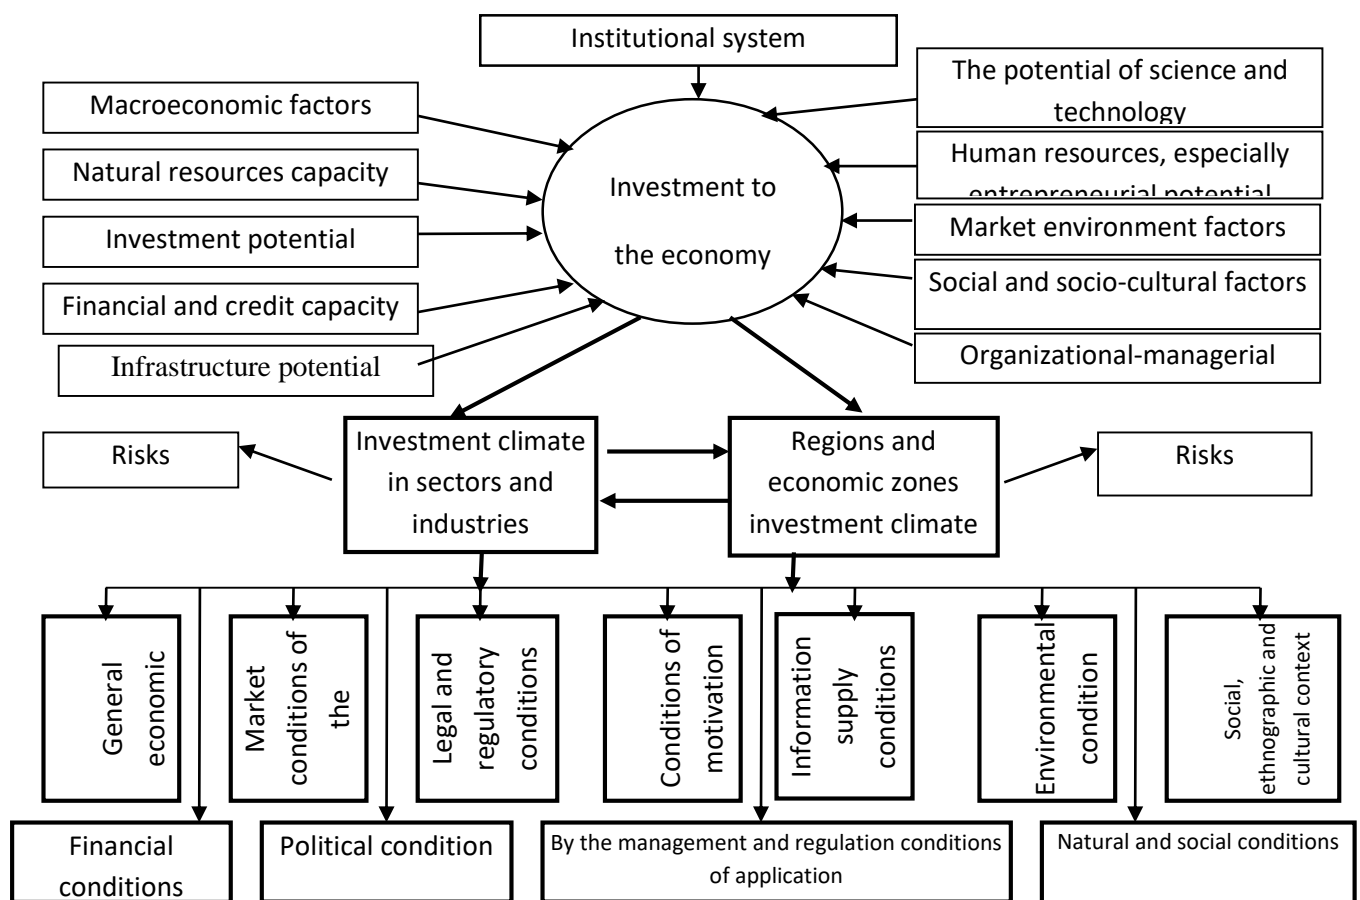 Institutional system
Macroeconomic factors
Natural resources capacity
Investment potential
Financial and credit capacity
Infrastructure potential
Investment to
the economy
The potential of science and
technology
Human resources, especially
entrepreneurial potential
Market environment factors
Social and socio-cultural factors
Organizational-managerial
Risks
Investment climate
in sectors and
industries
Regions and
economic zones
investment climate
Risks
General
economic
Market
conditions of
the
Legal and
regulatory
conditions
Conditions of
motivation
Information
supply
conditions
Environmental
condition
Social,
ethnographic and
cultural context
Financial
conditions
Political condition
By the management and regulation conditions
of application
Natural and social conditions